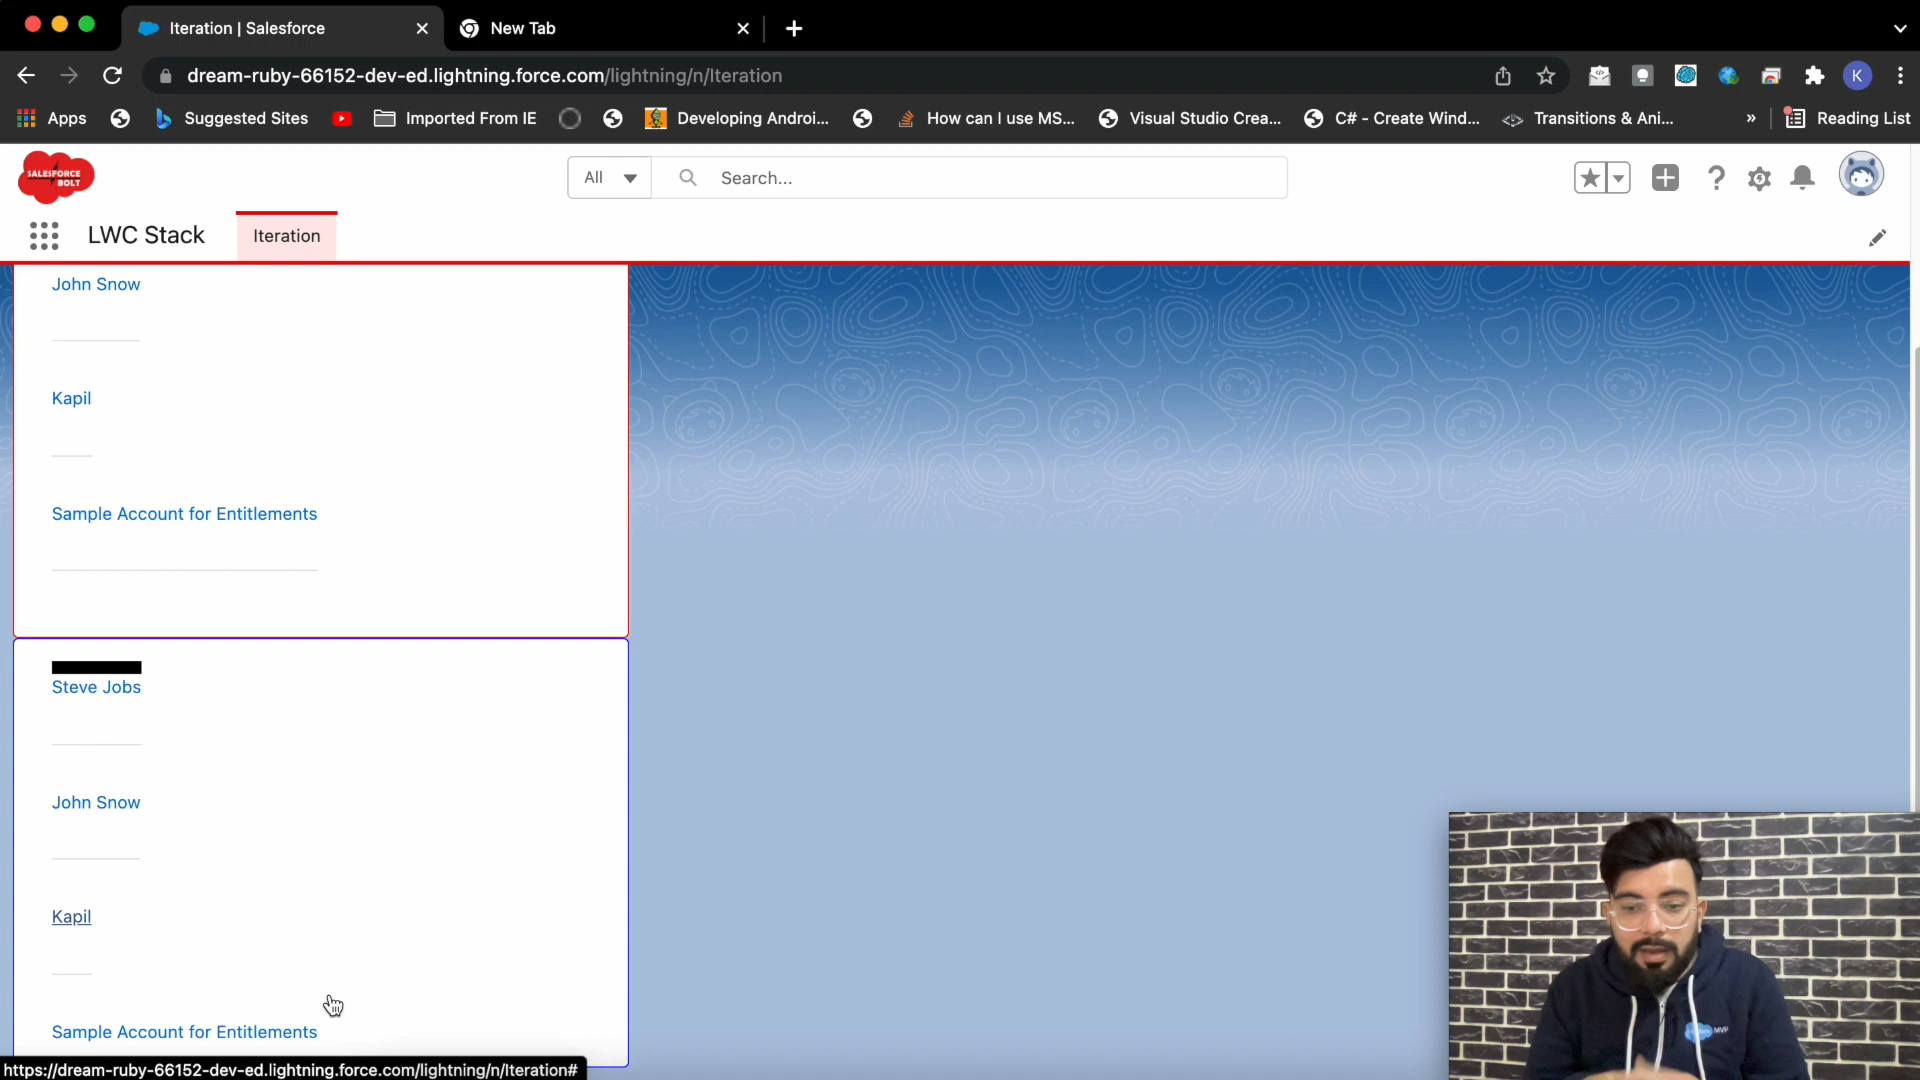 Iteration | Salesforce
New Tab
dream-ruby-66152-dev-ed.lightning.force.com/lightning/n/Iteration
K
Apps
Suggested Sites
Imported From IE
Developing Androi...
How can I use MS...
Visual Studio Crea...
C# - Create Wind...
Transitions & Ani...
»
Reading List
SALESFORCE
BOLT
All
Search...
LWC Stack
Iteration
John Snow
Kapil
Sample Account for Entitlements
Steve Jobs
John Snow
Kapil
Sample Account for Entitlements
https://dream-ruby-66152-dev-ed.lightning.force.com/lightning/n/Iteration#
MVP